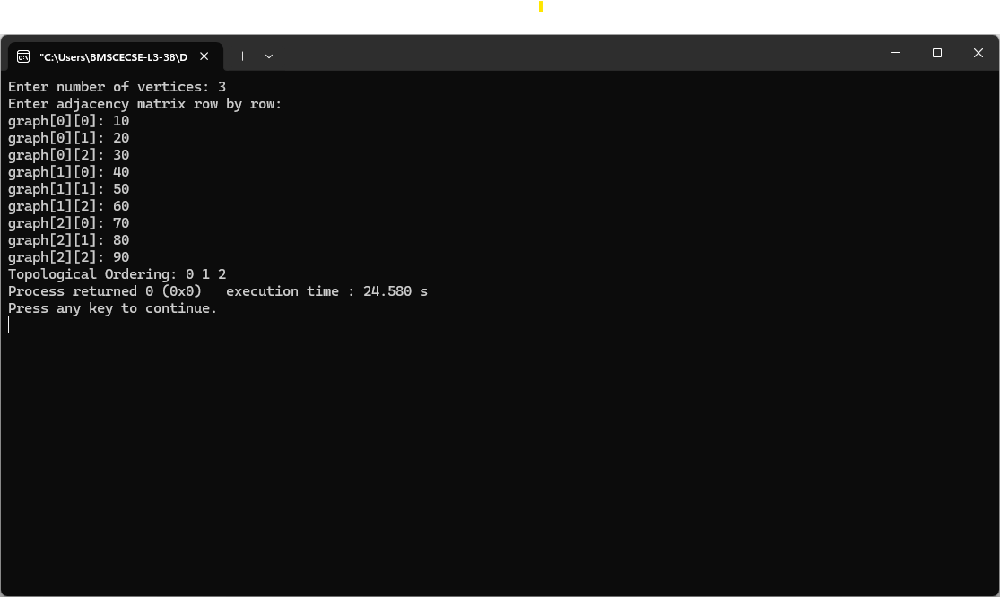 "C:\Users\BMSCECSE-L3-38\D
Enter number of vertices: 3
Enter adjacency matrix row by row:
graph[0][0]: 10
graph[0][1]: 20
graph[0][2]: 30
graph[1][0]: 40
graph[1][1]: 50
graph[1][2]: 60
graph[2][0]: 70
graph[2][1]: 80
graph[2][2]: 90
Topological Ordering: 0 1 2
Process returned 0 (0x0)   execution time : 24.580 s
Press any key to continue.